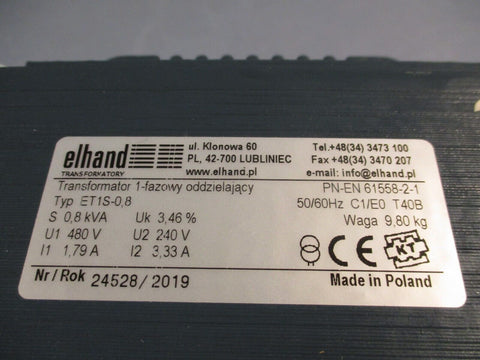 elhand
TRANSFORMATORY
ul. Klonowa 60
PL, 42-700 LUBLINIEC
www.elhand.pl
Tel.+48(34) 3473 100
Fax +48(34) 3470 207
e-mail: info@elhand.pl
Transformator 1-fazowy oddzielający
PN-EN 61558-2-1
Typ ET1S-0,8
50/60Hz C1/E0 T40B
S 0,8 kVA Uk 3,46 %
Waga 9,80 kg
U1 480 V U2 240 V
I1 1,79 A I2 3,33 A
CE KT
Nr / Rok 24528 / 2019
Made in Poland